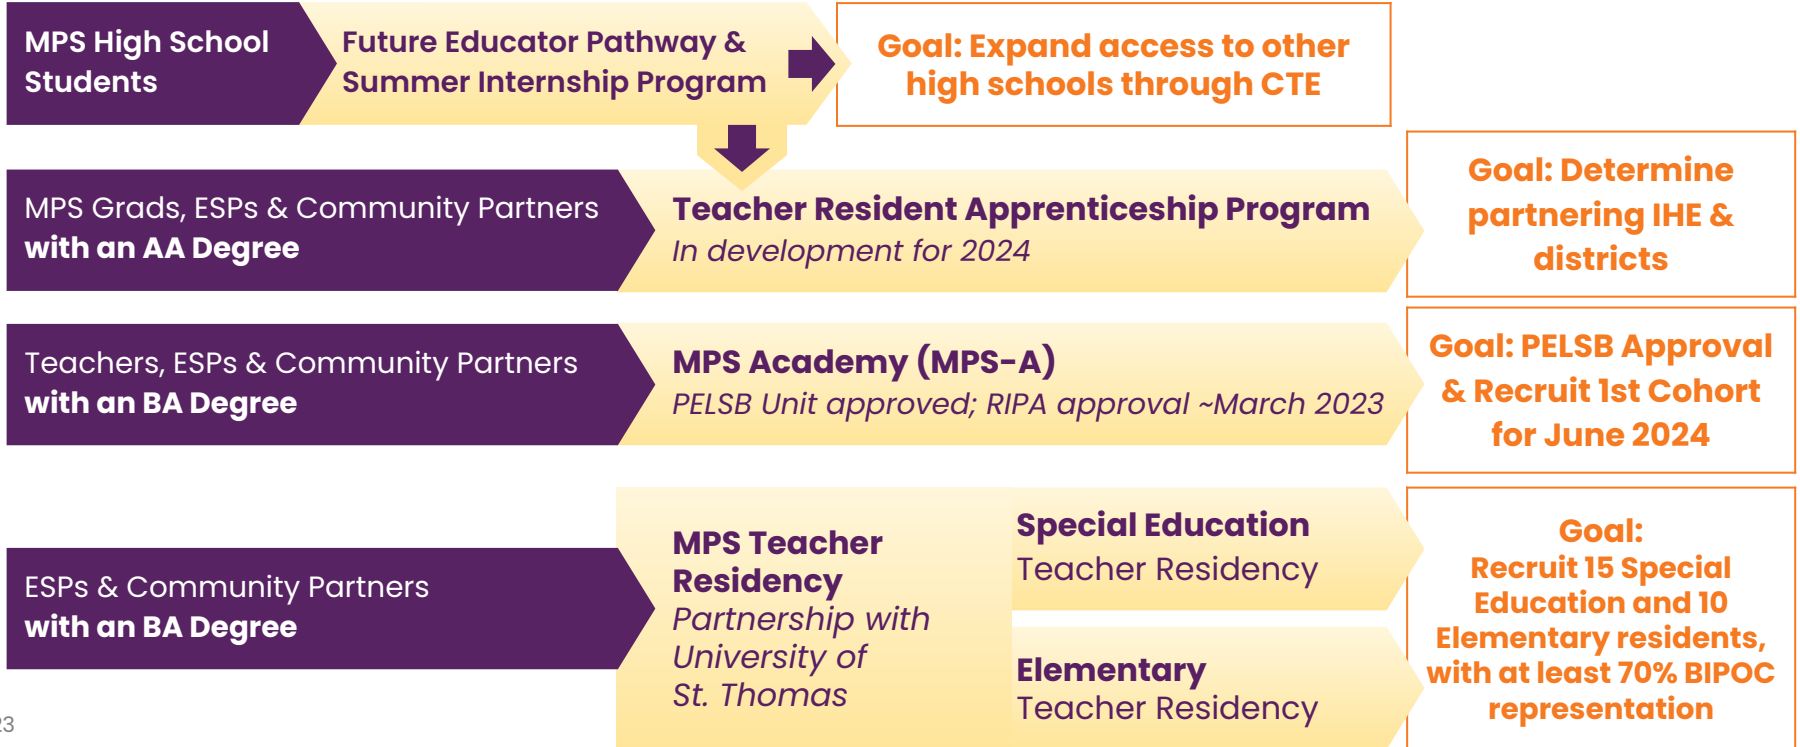 MPS High School
Students
Future Educator Pathway &
Summer Internship Program
Goal: Expand access to other
high schools through CTE
MPS Grads, ESPs & Community Partners
with an AA Degree
Teacher Resident Apprenticeship Program
In development for 2024
Goal: Determine
partnering IHE &
districts
Teachers, ESPs & Community Partners
with an BA Degree
MPS Academy (MPS-A)
PELSB Unit approved; RIPA approval ~March 2023
Goal: PELSB Approval
& Recruit 1st Cohort
for June 2024
ESPs & Community Partners
with an BA Degree
MPS Teacher
Residency
Partnership with
University of
St. Thomas
Special Education
Teacher Residency
Elementary
Teacher Residency
Goal:
Recruit 15 Special
Education and 10
Elementary residents,
with at least 70% BIPOC
representation
23